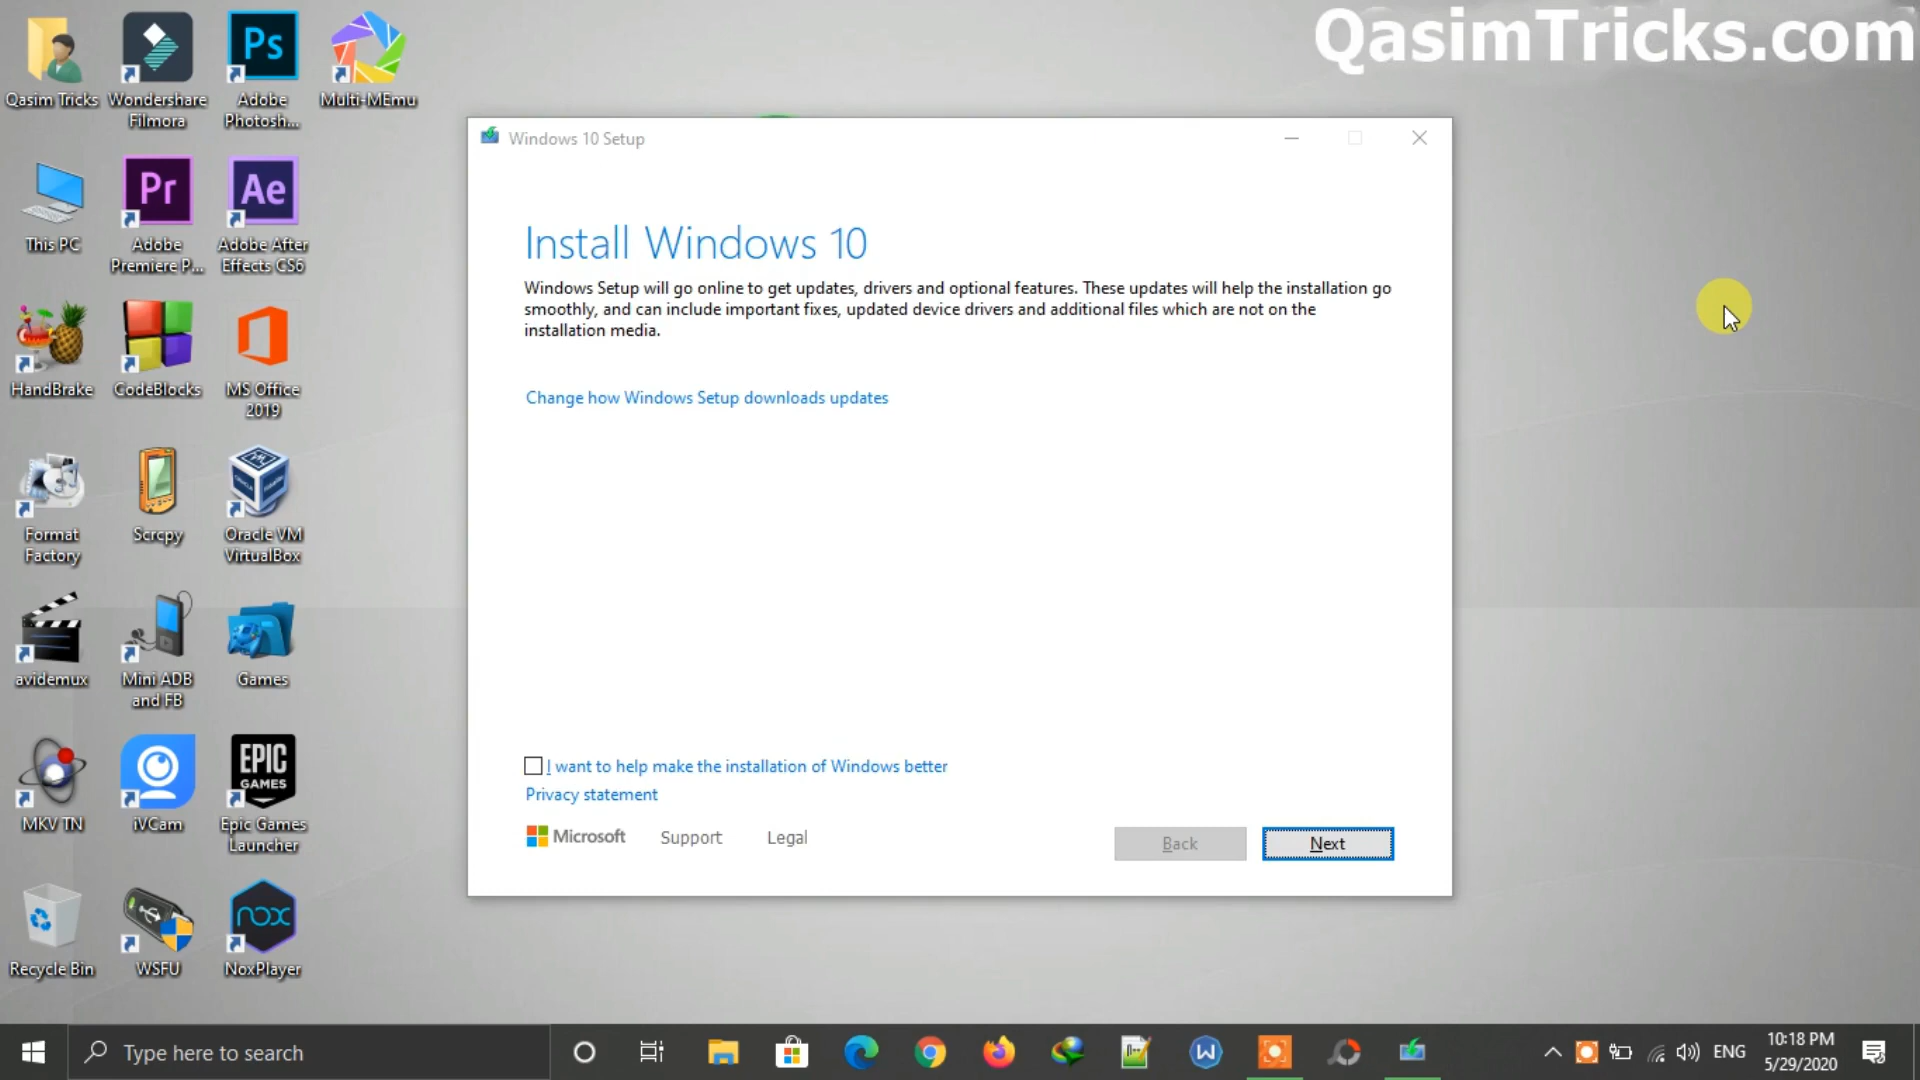 QasimTricks.com
Qasim Tricks
Wondershare
Filmora
Ps
Adobe
Photosh...
Multi-MEmu
This PC
Pr
Adobe
Premiere P...
Ae
Adobe After
Effects CS6
HandBrake
CodeBlocks
MS Office
2019
Format
Factory
Scrcpy
Oracle VM
VirtualBox
avidemux
Mini ADB
and FB
Games
MKV TN
iVCam
EPIC
GAMES
Epic Games
Launcher
Recycle Bin
WSFU
nox
NoxPlayer
Windows 10 Setup
Install Windows 10
Windows Setup will go online to get updates, drivers and optional features. These updates will help the installation go
smoothly, and can include important fixes, updated device drivers and additional files which are not on the
installation media.
Change how Windows Setup downloads updates
I want to help make the installation of Windows better
Privacy statement
Microsoft
Support
Legal
Back
Next
Type here to search
W
ENG
10:18 PM
5/29/2020